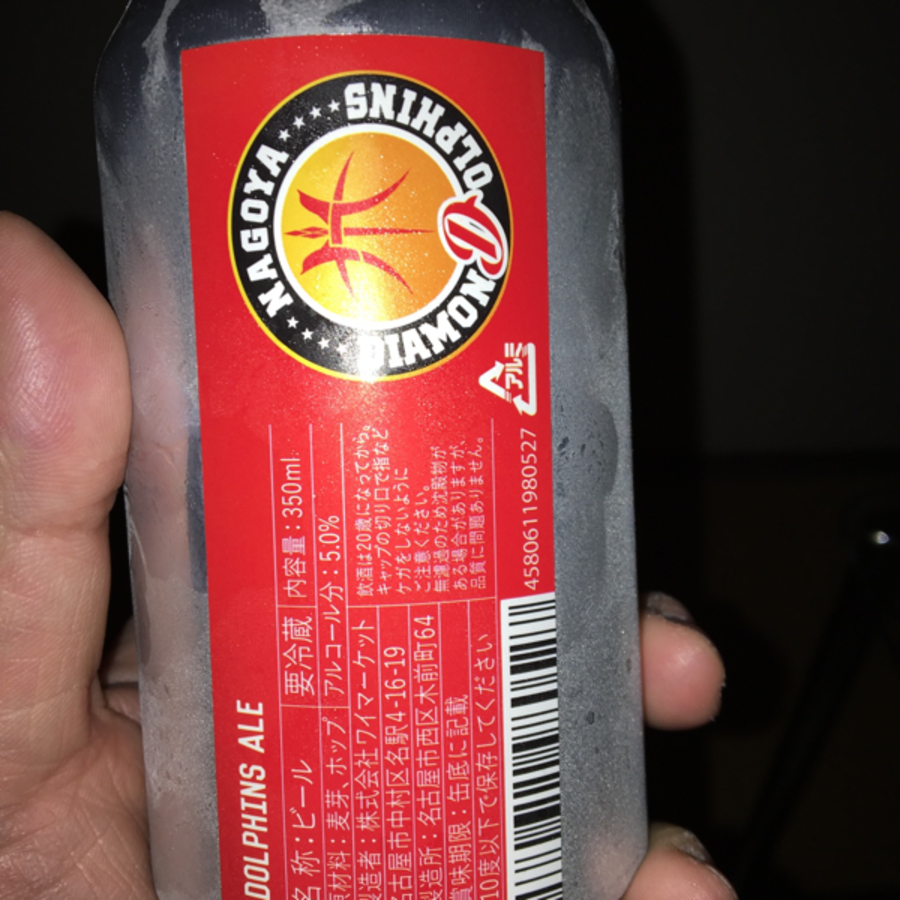 NAGOYA
DIAMOND
DOLPHINS
アルミ
DOLPHINS ALE
名 称：ビール 要冷蔵 内容量：350ml
原材料：麦芽、ホップ アルコール分：5.0%
製造者：株式会社 ワイマーケット
名古屋市中村区名駅4-16-19
製造所：名古屋市西区木前町64
賞味期限：缶底に記載
10度以下で保存してください
飲酒は20歳になってから。
キャップの切り口で指など
ケガをしないように
ご注意ください。
無濾過のため沈殿物が
ある場合がありますが、
品質に問題ありません。
4580611980527